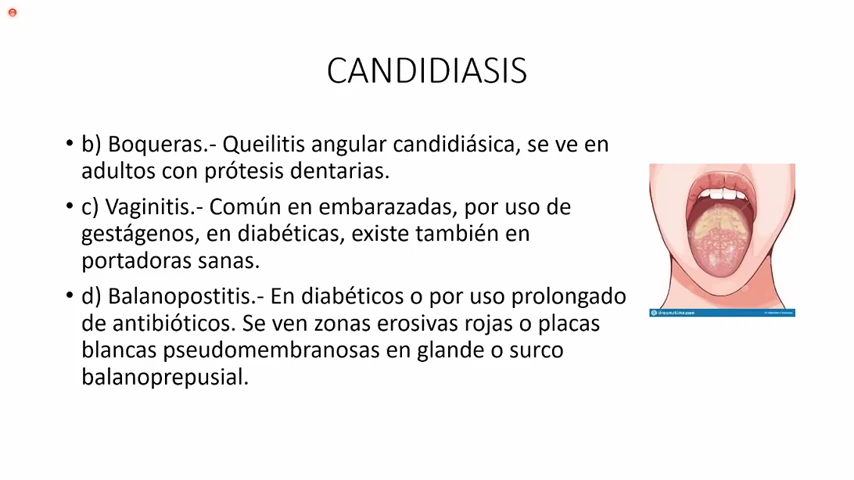 CANDIDIASIS
• b) Boqueras.- Queilitis angular candidiásica, se ve en
adultos con prótesis dentarias.
• c) Vaginitis.- Común en embarazadas, por uso de
gestágenos, en diabéticas, existe también en
portadoras sanas.
• d) Balanopostitis.- En diabéticos o por uso prolongado
de antibióticos. Se ven zonas erosivas rojas o placas
blancas pseudomembranosas en glande o surco
balanoprepusial.